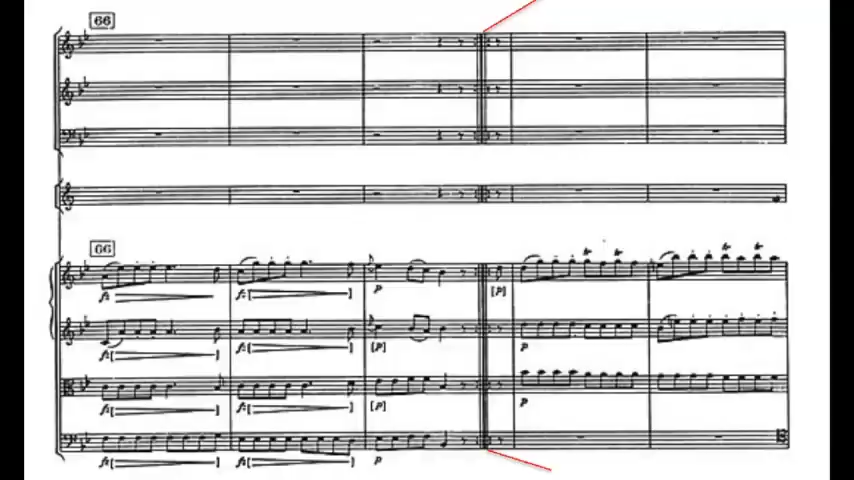 66
66
fz[ ] fz[ ] p [p]
fz[ ] fz[ ] [p] p
fz[ ] fz[ ] [p] p
fz[ ] fz[ ] p